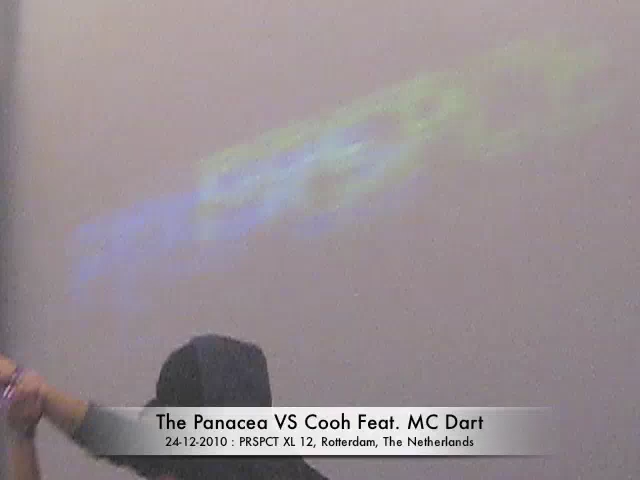 The Panacea VS Cooh Feat. MC Dart
24-12-2010 : PRSPCT XL 12, Rotterdam, The Netherlands